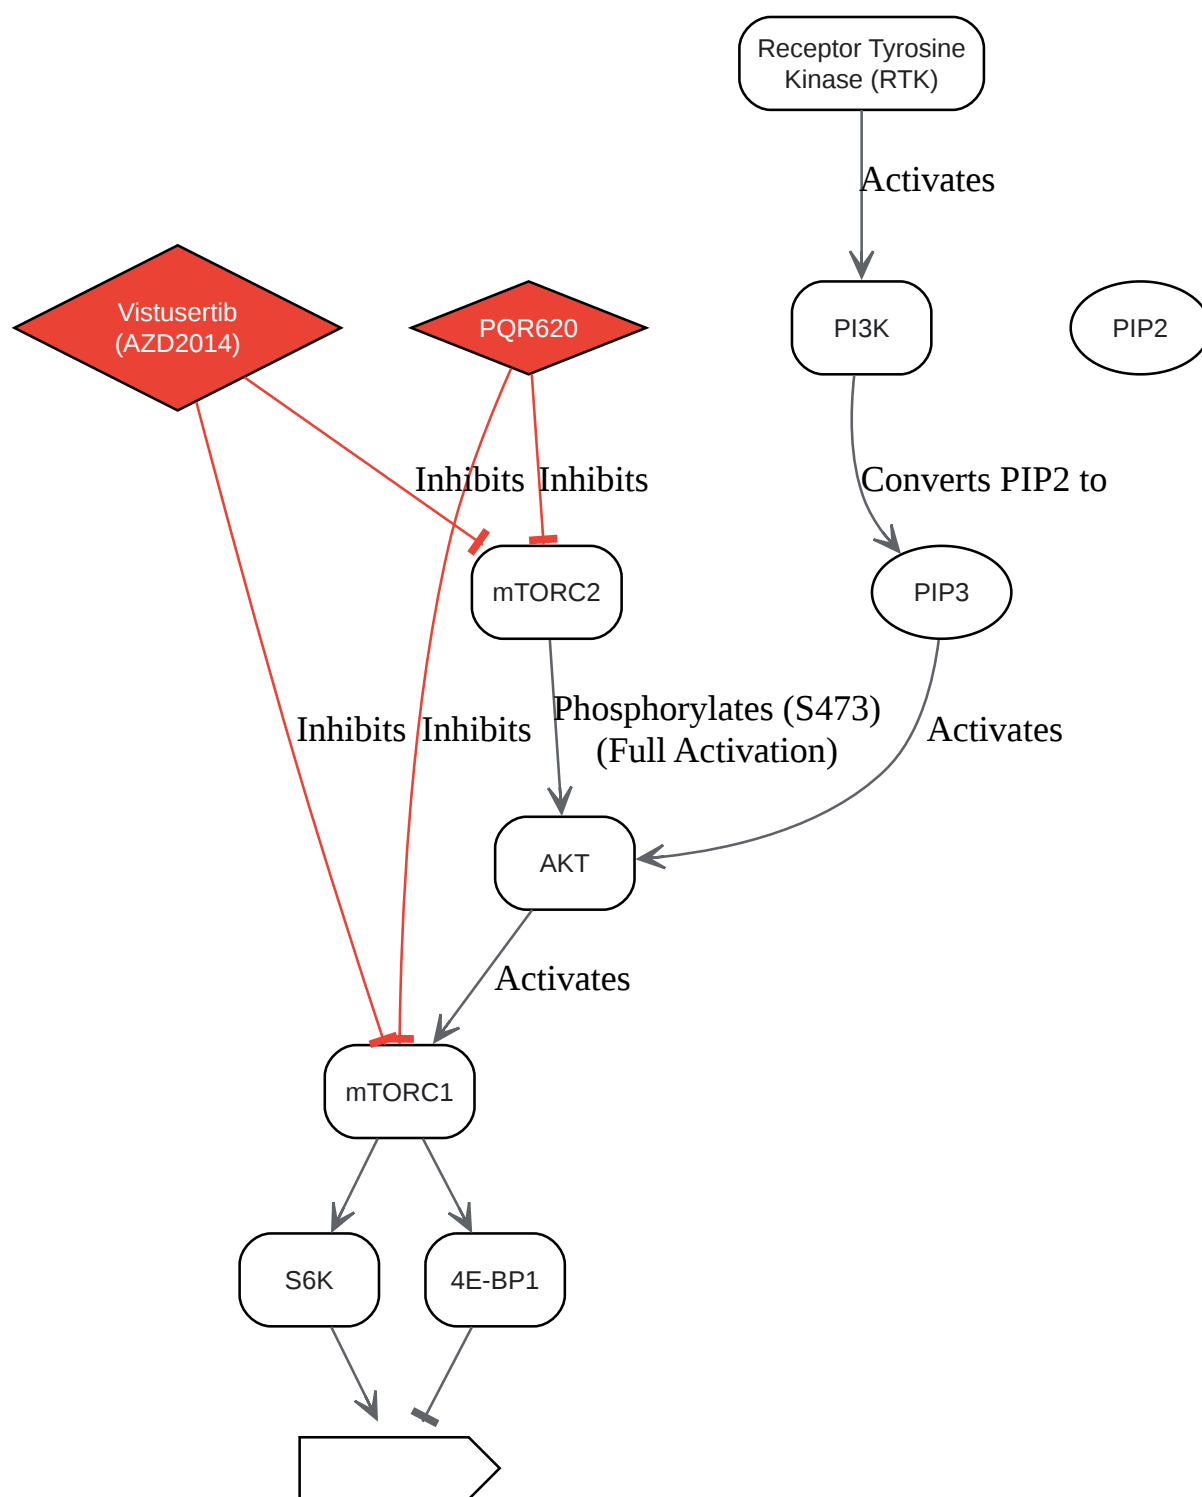 Receptor Tyrosine
Kinase (RTK)
Activates
Vistusertib
(AZD2014)
PQR620
PI3K
PIP2
Inhibits
Inhibits
Converts PIP2 to
mTORC2
PIP3
Inhibits
Inhibits
Phosphorylates (S473)
(Full Activation)
Activates
AKT
Activates
mTORC1
S6K
4E-BP1